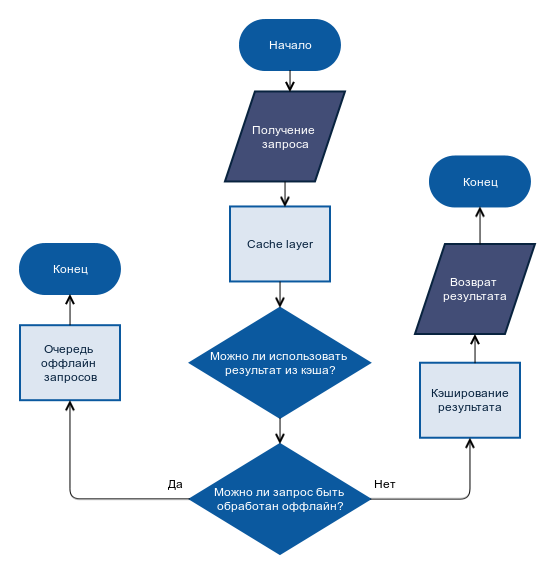 Начало
Получение
запроса
Cache layer
Можно ли использовать
результат из кэша?
Можно ли запрос быть
обработан оффлайн?
Да
Нет
Очередь
оффлайн
запросов
Конец
Кэширование
результата
Возврат
результата
Конец